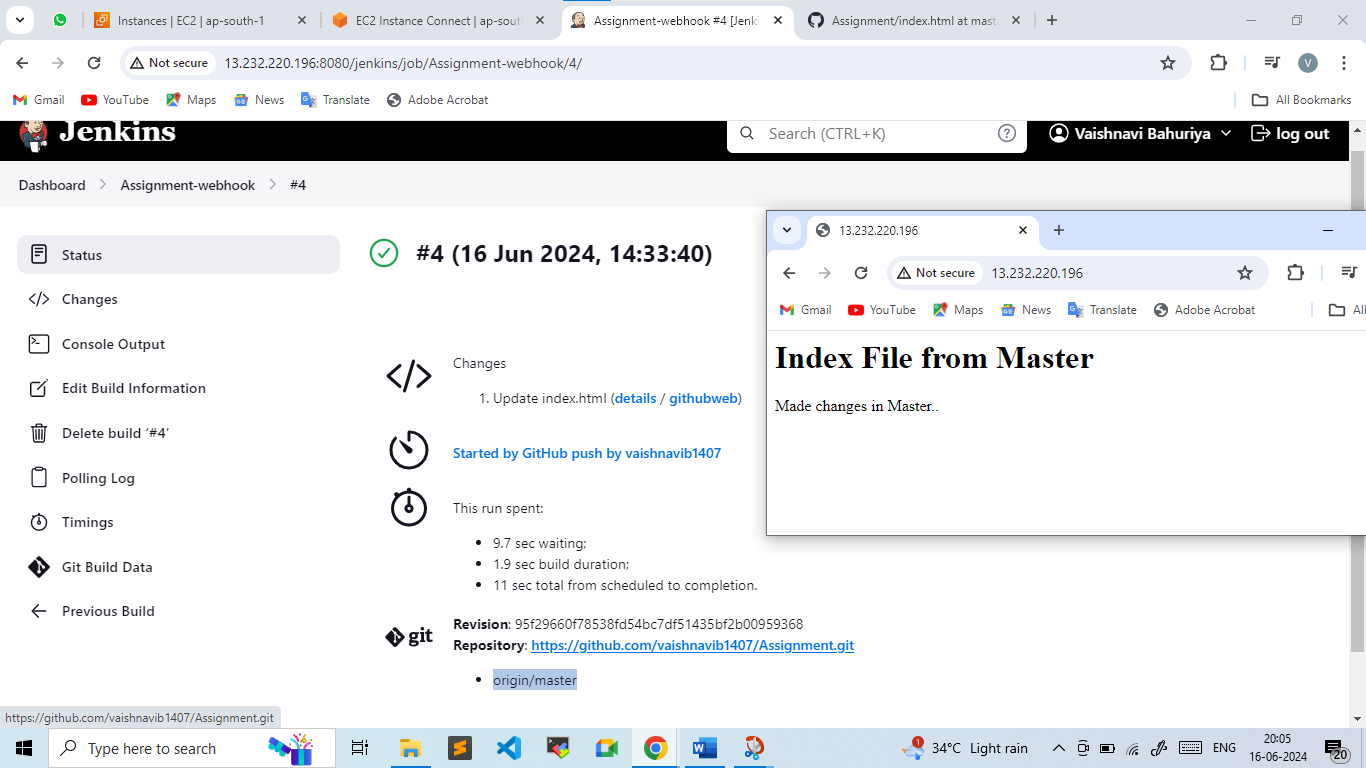 Instances | EC2 | ap-south-1
EC2 Instance Connect | ap-sout
Assignment-webhook #4 [Jenki
Assignment/index.html at mast
Not secure
13.232.220.196:8080/jenkins/job/Assignment-webhook/4/
V
Gmail
YouTube
Maps
News
Translate
Adobe Acrobat
All Bookmarks
Jenkins
Search (CTRL+K)
Vaishnavi Bahuriya
log out
Dashboard
Assignment-webhook
#4
Status
Changes
Console Output
Edit Build Information
Delete build ‘#4’
Polling Log
Timings
Git Build Data
Previous Build
#4 (16 Jun 2024, 14:33:40)
Changes
1. Update index.html (details / githubweb)
Started by GitHub push by vaishnavib1407
This run spent:
9.7 sec waiting;
1.9 sec build duration;
11 sec total from scheduled to completion.
git
Revision: 95f29660f78538fd54bc7df51435bf2b00959368
Repository: https://github.com/vaishnavib1407/Assignment.git
origin/master
13.232.220.196
Not secure
13.232.220.196
Gmail
YouTube
Maps
News
Translate
Adobe Acrobat
All
Index File from Master
Made changes in Master..
https://github.com/vaishnavib1407/Assignment.git
Type here to search
1
34°C Light rain
ENG
20:05
16-06-2024
20